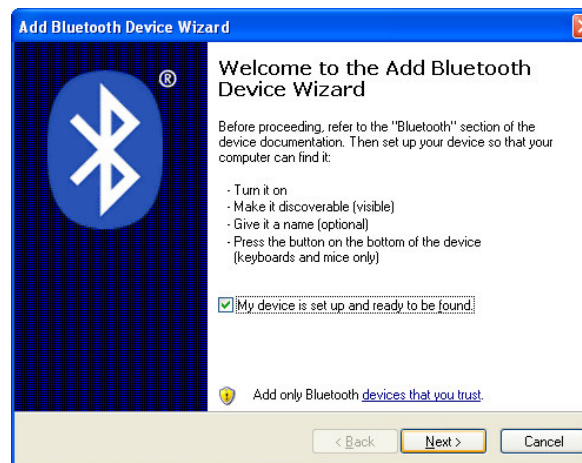 Add Bluetooth Device Wizard
®
Welcome to the Add Bluetooth
Device Wizard
Before proceeding, refer to the "Bluetooth" section of the
device documentation. Then set up your device so that your
computer can find it:
- Turn it on
- Make it discoverable (visible)
- Give it a name (optional)
- Press the button on the bottom of the device
(keyboards and mice only)
My device is set up and ready to be found.
Add only Bluetooth devices that you trust.
< Back
Next >
Cancel